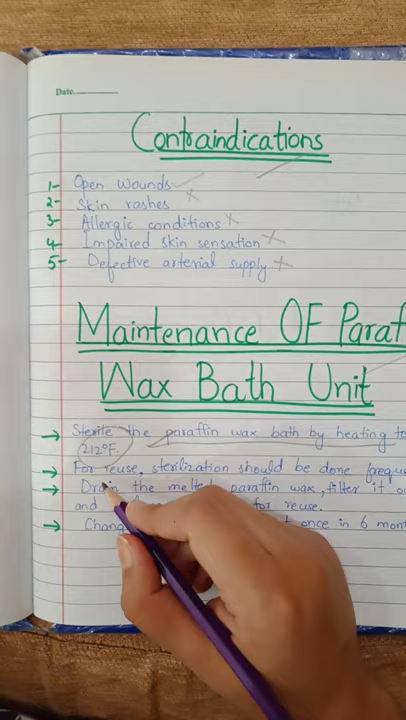 Date
Contraindications
1- Open Wounds
2- Skin rashes
3- Allergic conditions
4- Impaired skin sensation
5- Defective arterial supply
Maintenance OF Paraf
Wax Bath Unit
→ Sterile the paraffin wax bath by heating to
212°F.
→ For reuse, sterilization should be done freque
→ Drain the melted paraffin wax, filter it
and for reuse.
→ Chang once in 6 mon